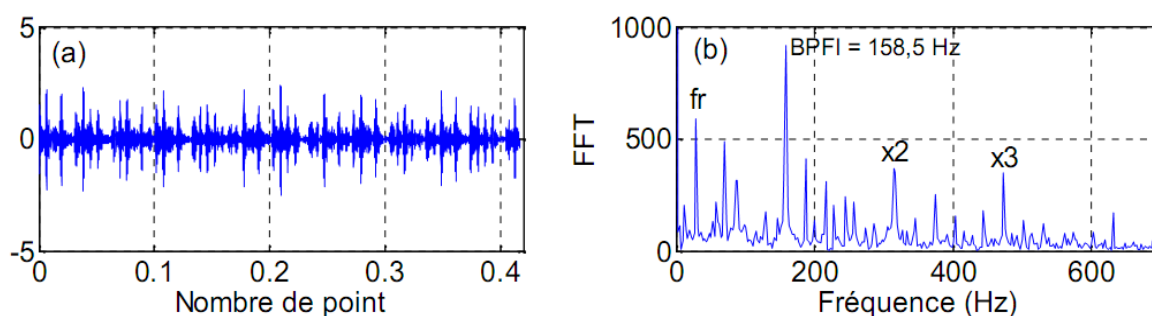 5
(a)
0
-5
0 0.1 0.2 0.3 0.4
Nombre de point
1000
(b)
BPFI = 158,5 Hz
fr
FFT
500
x2
x3
0
0 200 400 600
Fréquence (Hz)